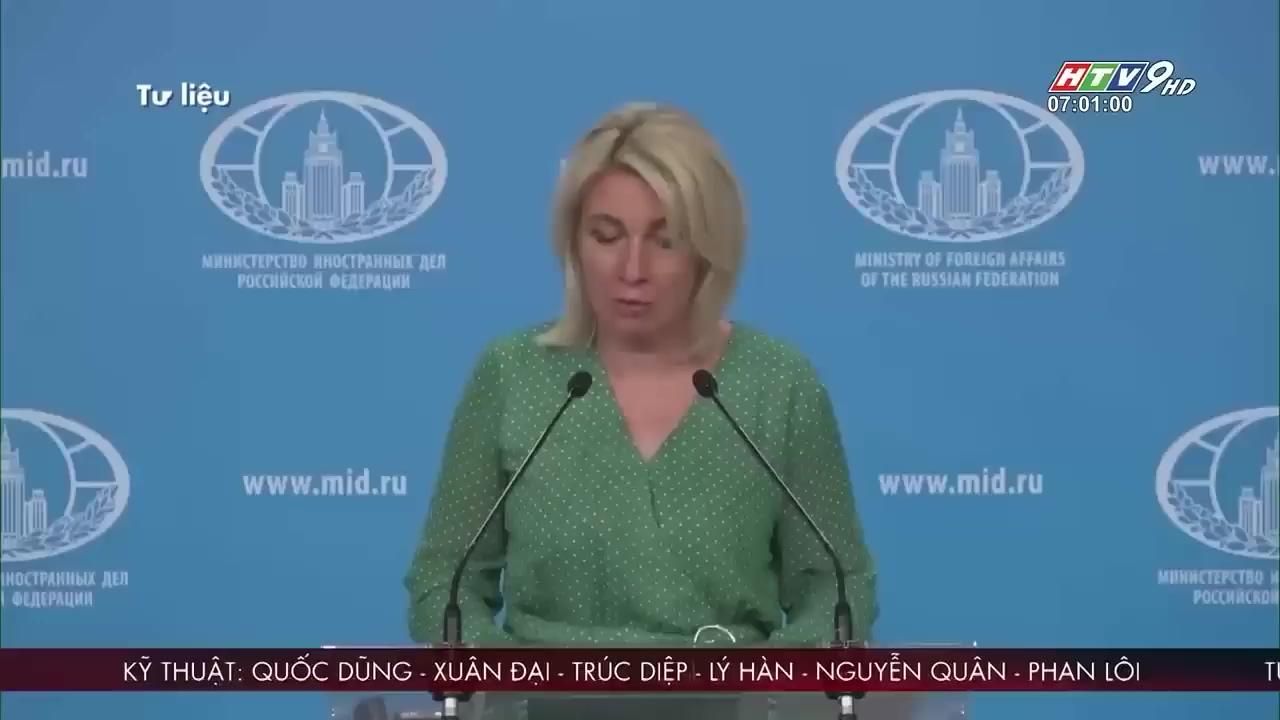 Tư liệu
HTV9 HD
07:01:00
mid.ru
www.
МИНИСТЕРСТВО ИНОСТРАННЫХ ДЕЛ
РОССИЙСКОЙ ФЕДЕРАЦИИ
MINISTRY OF FOREIGN AFFAIRS
OF THE RUSSIAN FEDERATION
www.mid.ru
www.mid.ru
ИНОСТРАННЫХ ДЕЛ
ФЕДЕРАЦИИ
МИНИСТЕРСТВО
РОССИЙСКОЙ
KỸ THUẬT: QUỐC DŨNG - XUÂN ĐẠI - TRÚC DIỆP - LÝ HÀN - NGUYỄN QUÂN - PHAN LÔI